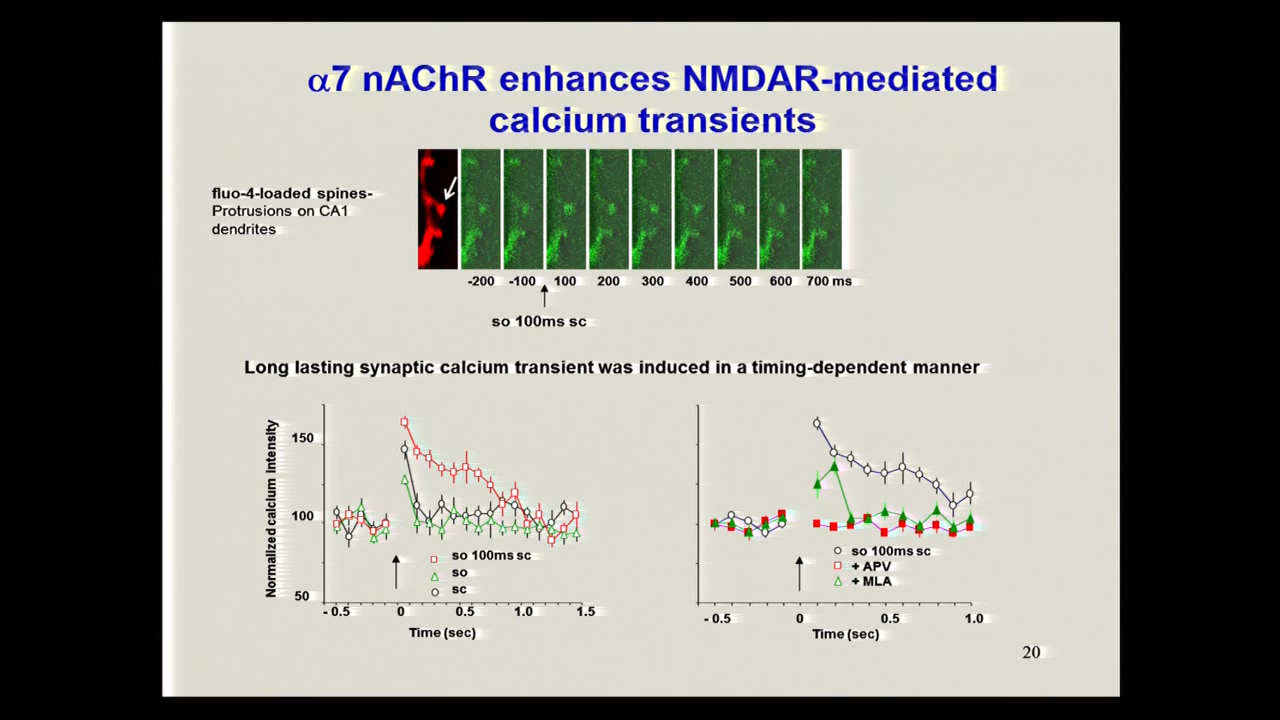 α7 nAChR enhances NMDAR-mediated
calcium transients
fluo-4-loaded spines-
Protrusions on CA1
dendrites
-200 -100 100 200 300 400 500 600 700 ms
so 100ms sc
Long lasting synaptic calcium transient was induced in a timing-dependent manner
Normalized calcium intensity
150
100
50
so 100ms sc
so
sc
- 0.5 0 0.5 1.0 1.5
Time (sec)
so 100ms sc
+ APV
+ MLA
- 0.5 0 0.5 1.0
Time (sec)
20